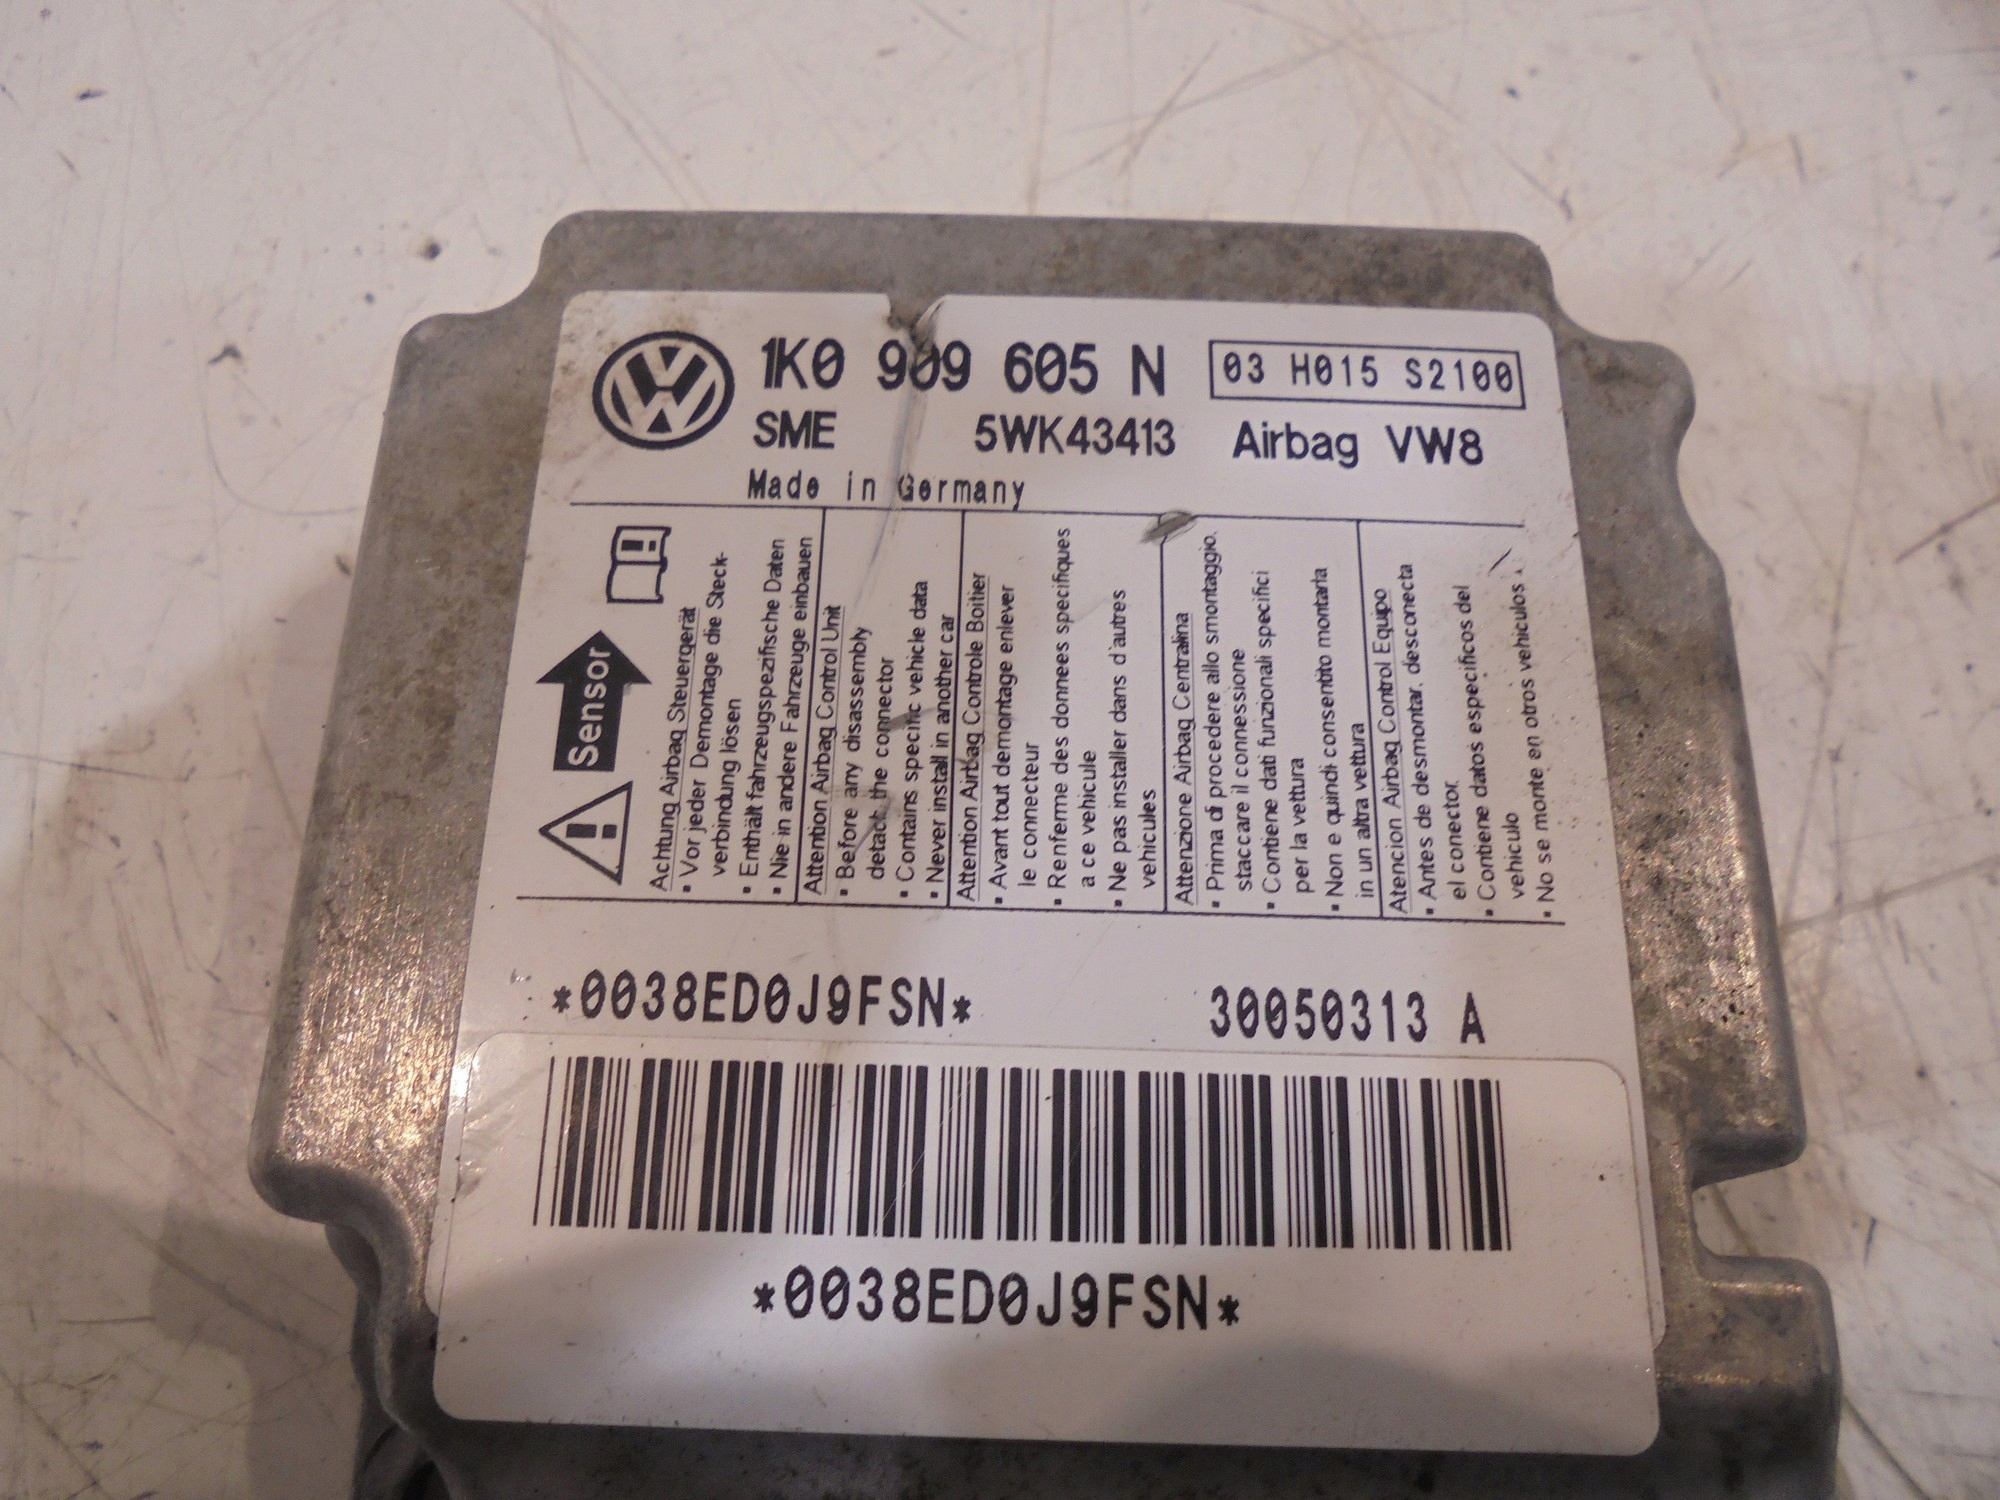 1K0 909 605 N
03 H015 S2100
SME 5WK43413 Airbag VW8
Made in Germany
Sensor
Achtung Airbag Steuergerät
▪ Vor jeder Demontage die Steck-
verbindung lösen
▪ Enthält fahrzeugspezifische Daten
▪ Nie in andere Fahrzeuge einbauen
Attention Airbag Control Unit
▪ Before any disassembly
detach the connector
▪ Contains specific vehicle data
▪ Never install in another car
Attention Airbag Controle Boitier
▪ Avant tout demontage enlever
le connecteur
▪ Renferme des donnees specifiques
a ce vehicule
▪ Ne pas installer dans d'autres
vehicules
Attenzione Airbag Centralina
▪ Prima di procedere allo smontaggio,
staccare il connessione
▪ Contiene dati funzionali specifici
per la vettura
▪ Non e quindi consentito montarla
in un altra vettura
Atencion Airbag Control Equipo
▪ Antes de desmontar, desconecta
el conector.
▪ Contiene datos especificos del
vehiculo
▪ No se monte en otros vehiculos
*0038ED0J9FSN* 30050313 A
*0038ED0J9FSN*